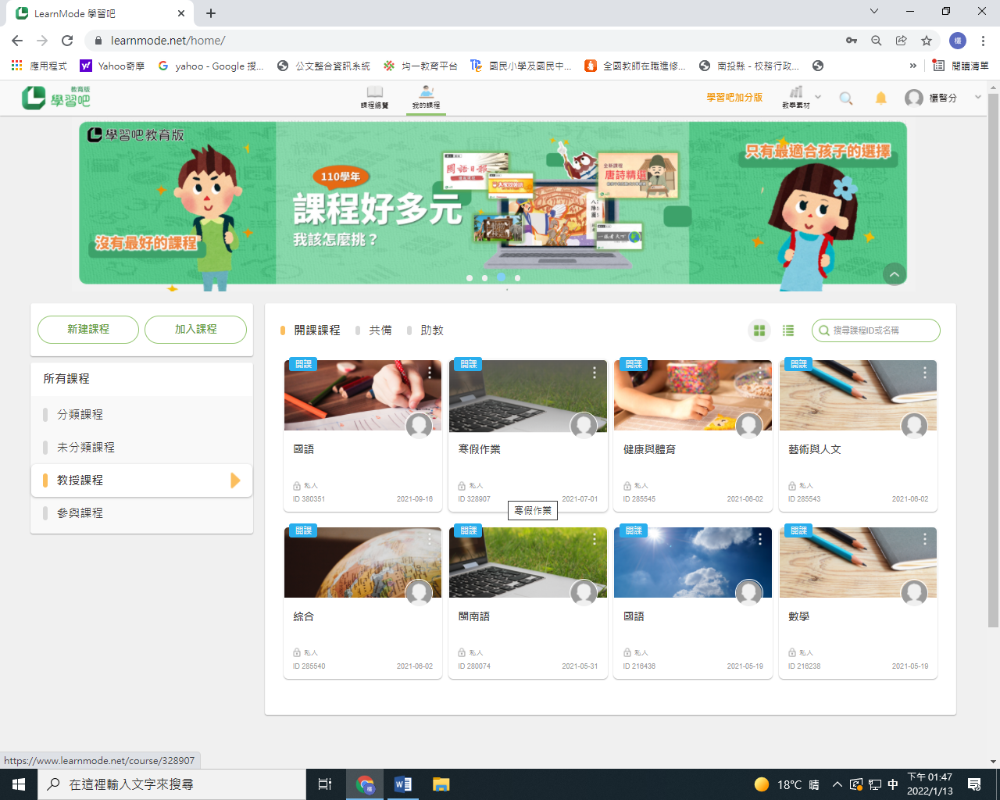 LearnMode 學習吧
learnmode.net/home/
應用程式
Yahoo奇摩
yahoo - Google 搜...
公文整合資訊系統
均一教育平台
國民小學及國民中...
全國教師在職進修...
南投縣 - 校務行政...
»
閱讀清單
教育版
學習吧
課程總覽
我的課程
學習吧加分版
教學素材
學習吧教育版
沒有最好的課程
110學年
課程好多元
我該怎麼挑？
國語日報
全新課程
唐詩精選
八陣圖
只有最適合孩子的選擇
新建課程
加入課程
所有課程
分類課程
未分類課程
教授課程
參與課程
開課課程
共備
助教
搜尋課程ID或名稱
開課
國語
私人
ID 380351
2021-09-16
開課
寒假作業
私人
ID 328907
2021-07-01
寒假作業
開課
健康與體育
私人
ID 285545
2021-06-02
開課
藝術與人文
私人
ID 285543
2021-06-02
開課
綜合
私人
ID 285540
2021-06-02
開課
閩南語
私人
ID 280074
2021-05-31
開課
國語
私人
ID 216436
2021-05-19
開課
數學
私人
ID 216238
2021-05-19
https://www.learnmode.net/course/328907
在這裡輸入文字來搜尋
18°C 晴
中
下午 01:47
2022/1/13